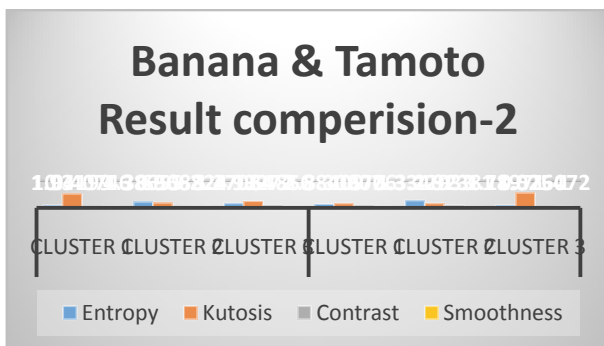 Banana & Tamoto
Result comperision-2
CLUSTER 1 CLUSTER 2 CLUSTER 3 CLUSTER 1 CLUSTER 2 CLUSTER 3
Entropy Kutosis Contrast Smoothness